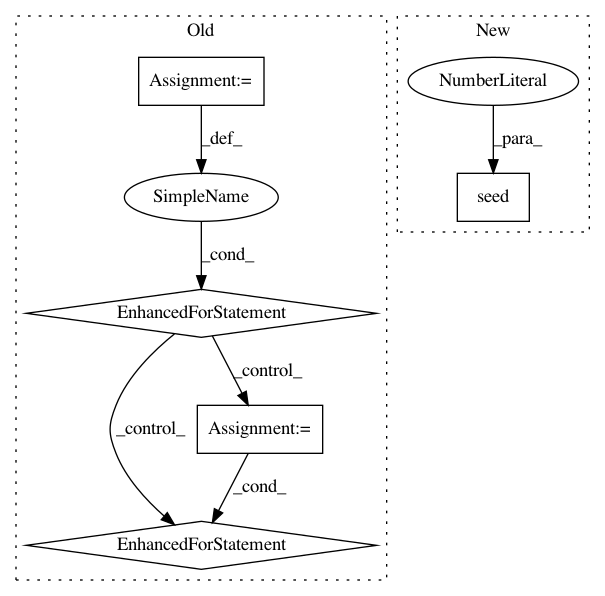 Old
New
Assignment:=
NumberLiteral
_def_
_para_
SimpleName
seed
_cond_
EnhancedForStatement
_control_
_control_
Assignment:=
_cond_
EnhancedForStatement